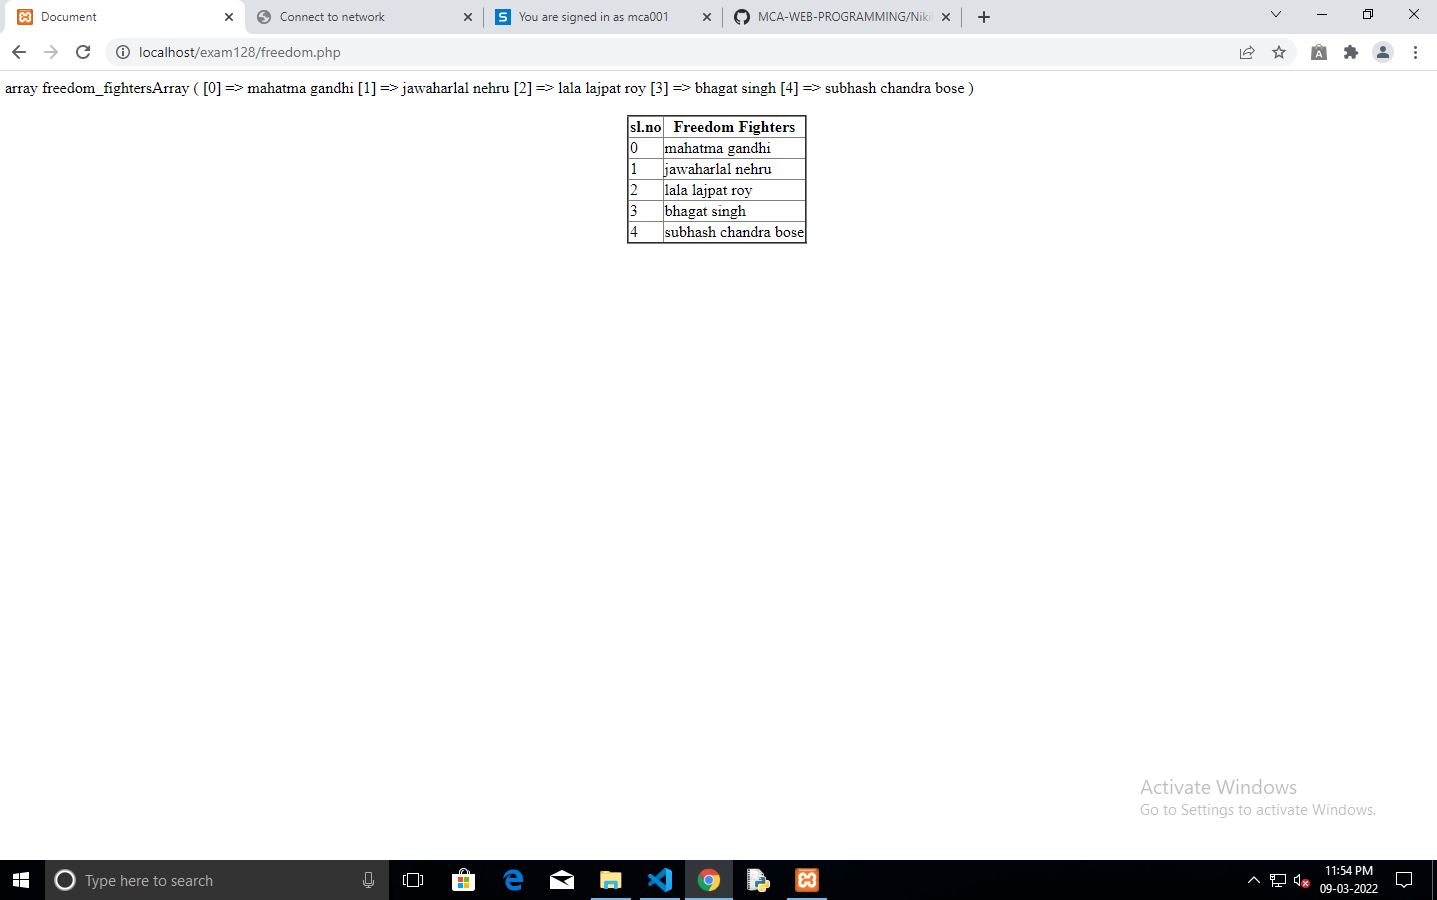 Document
Connect to network
You are signed in as mca001
MCA-WEB-PROGRAMMING/Niki
localhost/exam128/freedom.php
array freedom_fightersArray ( [0] => mahatma gandhi [1] => jawaharlal nehru [2] => lala lajpat roy [3] => bhagat singh [4] => subhash chandra bose )
sl.no Freedom Fighters
0 mahatma gandhi
1 jawaharlal nehru
2 lala lajpat roy
3 bhagat singh
4 subhash chandra bose
Activate Windows
Go to Settings to activate Windows.
Type here to search
11:54 PM
09-03-2022